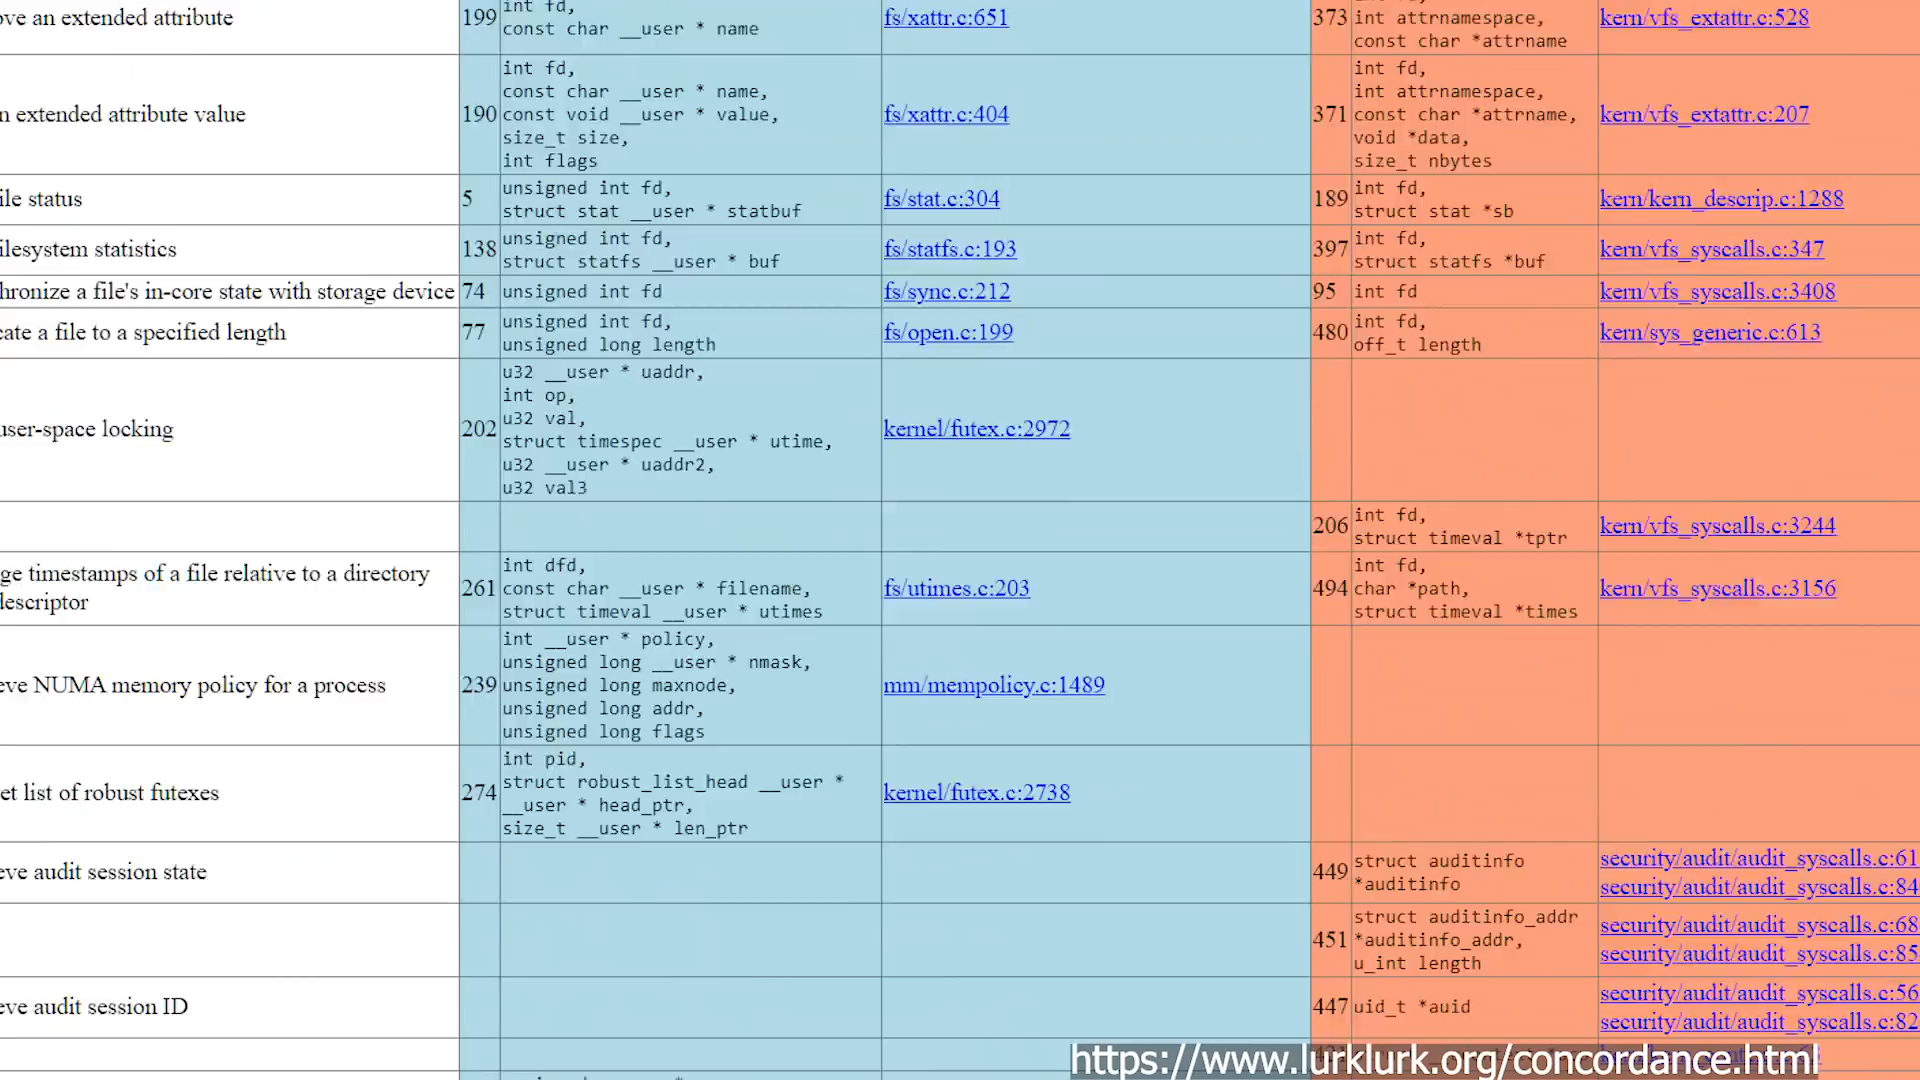 ove an extended attribute
199
int fd,
const char __user * name
fs/xattr.c:651
373
int attrnamespace,
const char *attrname
kern/vfs_extattr.c:528
n extended attribute value
190
int fd,
const char __user * name,
const void __user * value,
size_t size,
int flags
fs/xattr.c:404
371
int fd,
int attrnamespace,
const char *attrname,
void *data,
size_t nbytes
kern/vfs_extattr.c:207
ile status
5
unsigned int fd,
struct stat __user * statbuf
fs/stat.c:304
189
int fd,
struct stat *sb
kern/kern_descrip.c:1288
ilesystem statistics
138
unsigned int fd,
struct statfs __user * buf
fs/statfs.c:193
397
int fd,
struct statfs *buf
kern/vfs_syscalls.c:347
hronize a file's in-core state with storage device
74
unsigned int fd
fs/sync.c:212
95
int fd
kern/vfs_syscalls.c:3408
cate a file to a specified length
77
unsigned int fd,
unsigned long length
fs/open.c:199
480
int fd,
off_t length
kern/sys_generic.c:613
user-space locking
202
u32 __user * uaddr,
int op,
u32 val,
struct timespec __user * utime,
u32 __user * uaddr2,
u32 val3
kernel/futex.c:2972
206
int fd,
struct timeval *tptr
kern/vfs_syscalls.c:3244
ge timestamps of a file relative to a directory
descriptor
261
int dfd,
const char __user * filename,
struct timeval __user * utimes
fs/utimes.c:203
494
int fd,
char *path,
struct timeval *times
kern/vfs_syscalls.c:3156
eve NUMA memory policy for a process
239
int __user * policy,
unsigned long __user * nmask,
unsigned long maxnode,
unsigned long addr,
unsigned long flags
mm/mempolicy.c:1489
et list of robust futexes
274
int pid,
struct robust_list_head __user *
__user * head_ptr,
size_t __user * len_ptr
kernel/futex.c:2738
eve audit session state
449
struct auditinfo
*auditinfo
security/audit/audit_syscalls.c:61
security/audit/audit_syscalls.c:84
451
struct auditinfo_addr
*auditinfo_addr,
u_int length
security/audit/audit_syscalls.c:68
security/audit/audit_syscalls.c:85
eve audit session ID
447
uid_t *auid
security/audit/audit_syscalls.c:56
security/audit/audit_syscalls.c:82
https://www.lurklurk.org/concordance.html